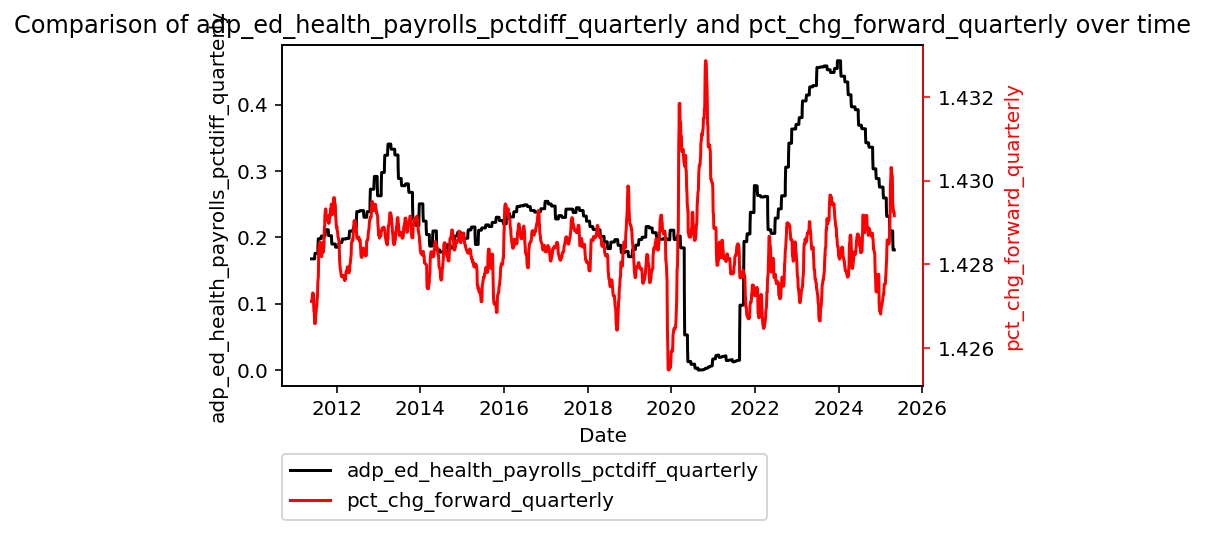 Comparison of adp_ed_health_payrolls_pctdiff_quarterly and pct_chg_forward_quarterly over time
adp_ed_health_payrolls_pctdiff_quarterly
0.4
0.3
0.2
0.1
0.0
1.432
1.430
1.428
1.426
pct_chg_forward_quarterly
2012 2014 2016 2018 2020 2022 2024 2026
Date
adp_ed_health_payrolls_pctdiff_quarterly
pct_chg_forward_quarterly